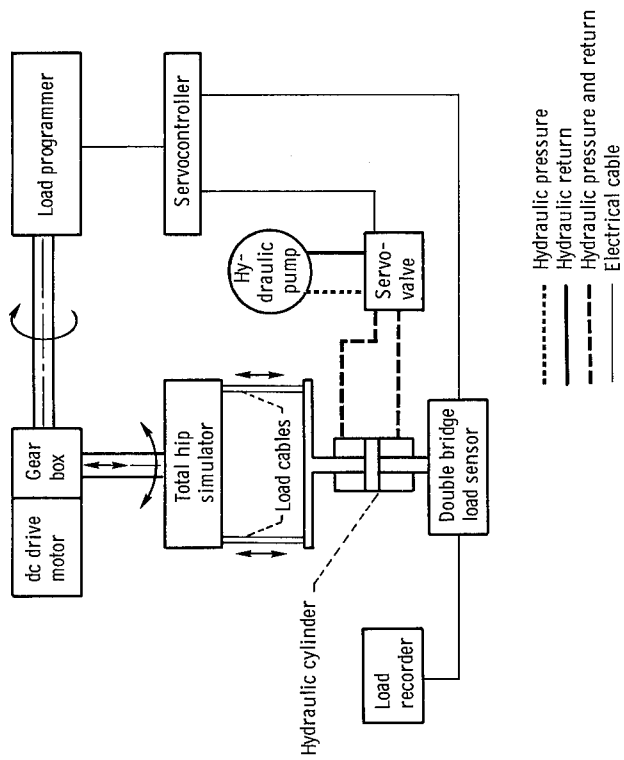 dc drive
motor
Gear
box
Load programmer
Total hip
simulator
Servocontroller
Load cables
Hy-
draulic
pump
Servo-
valve
Hydraulic cylinder
Load
recorder
Double bridge
load sensor
Hydraulic pressure
Hydraulic return
Hydraulic pressure and return
Electrical cable